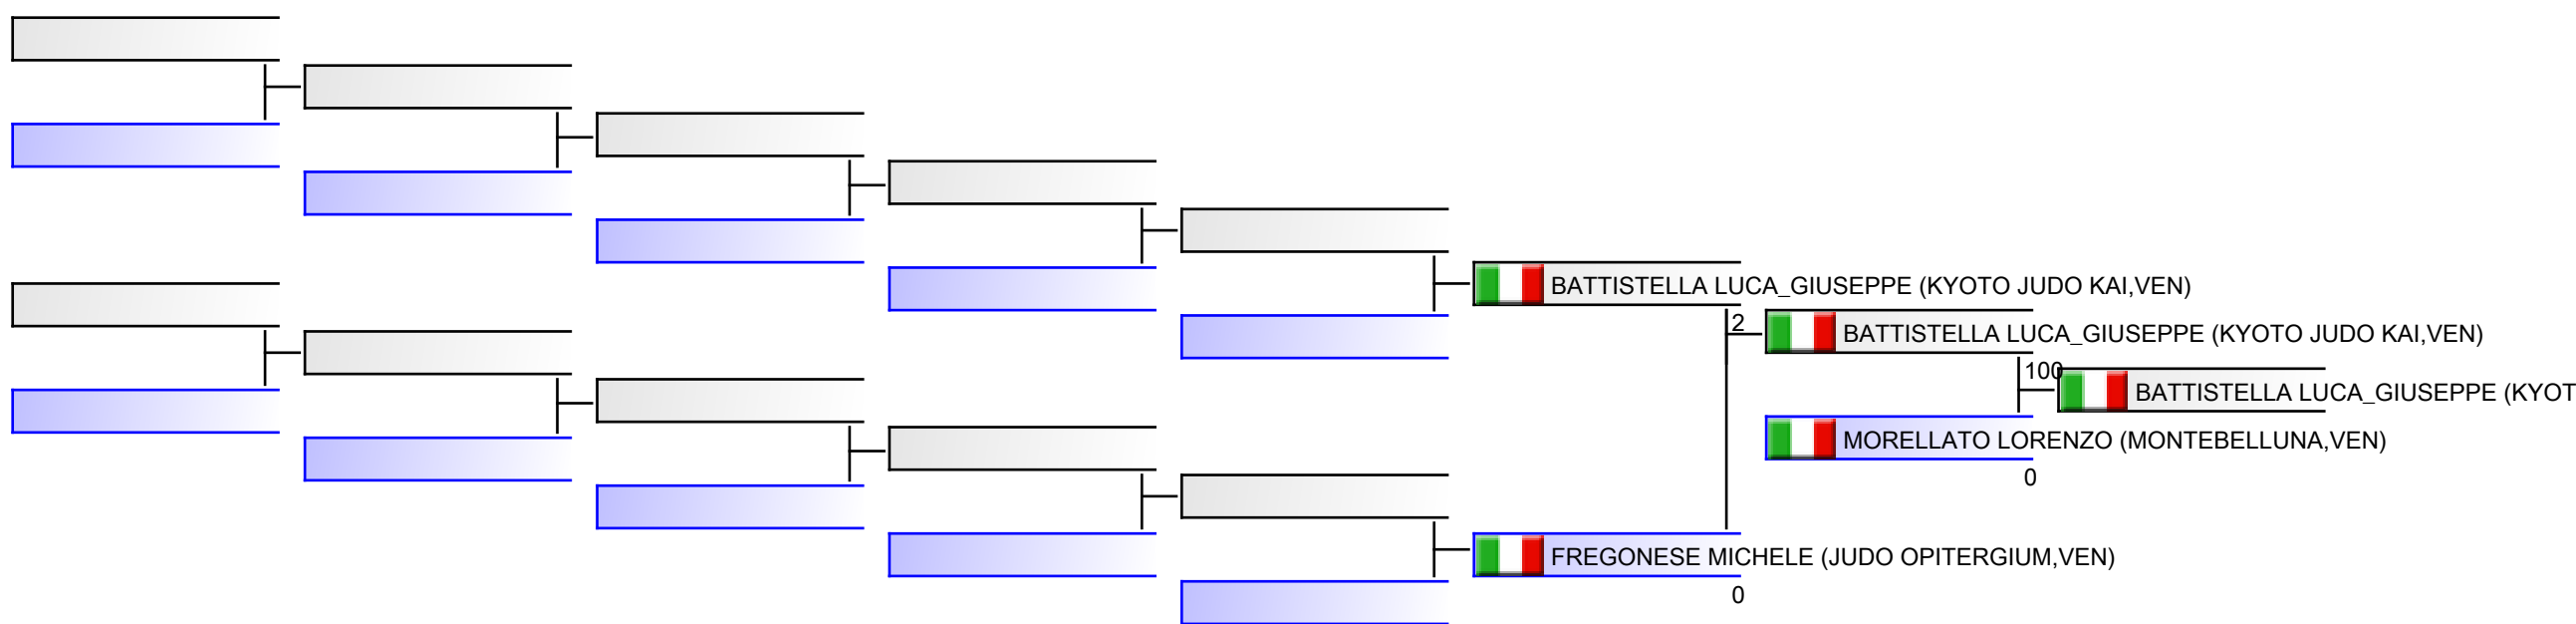 BATTISTELLA LUCA_GIUSEPPE (KYOTO JUDO KAI,VEN)
2
BATTISTELLA LUCA_GIUSEPPE (KYOTO JUDO KAI,VEN)
100
BATTISTELLA LUCA_GIUSEPPE (KYOT
MORELLATO LORENZO (MONTEBELLUNA,VEN)
0
FREGONESE MICHELE (JUDO OPITERGIUM,VEN)
0